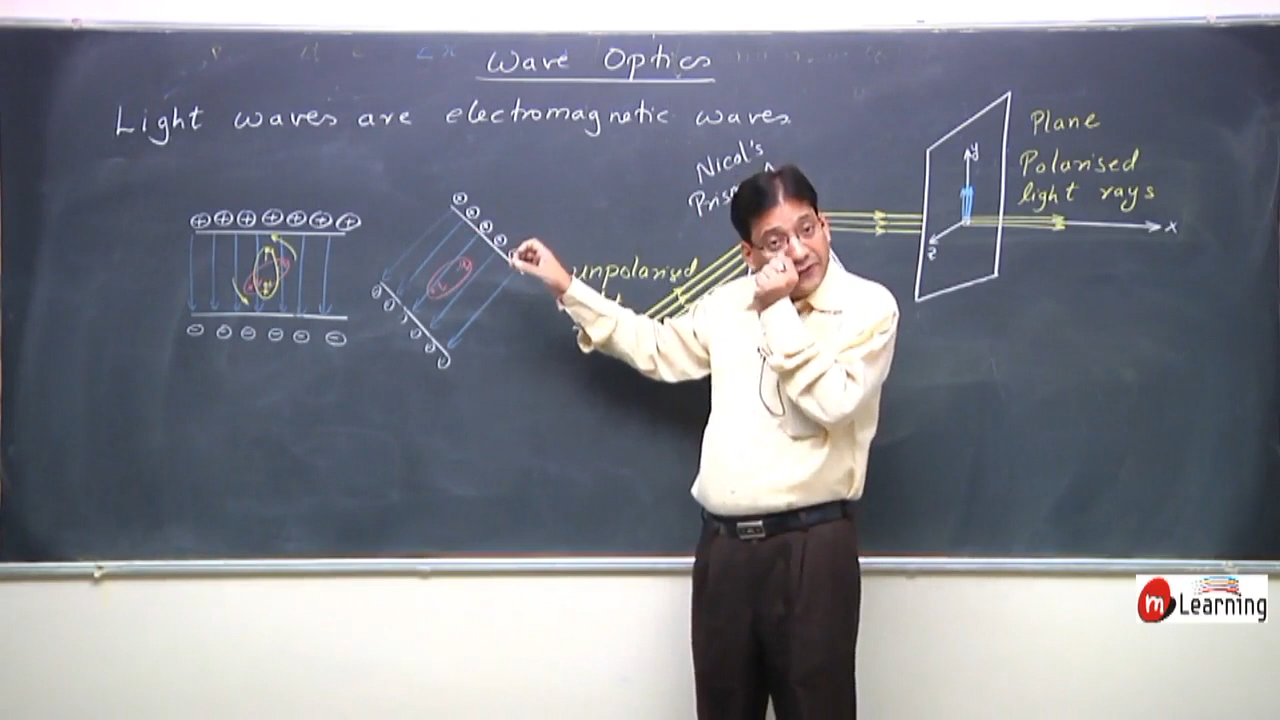 Wave Optics
Light waves are electromagnetic waves.
Nicol's
Plane
Polarised
light rays
unpolarised
y
x
z
m Learning